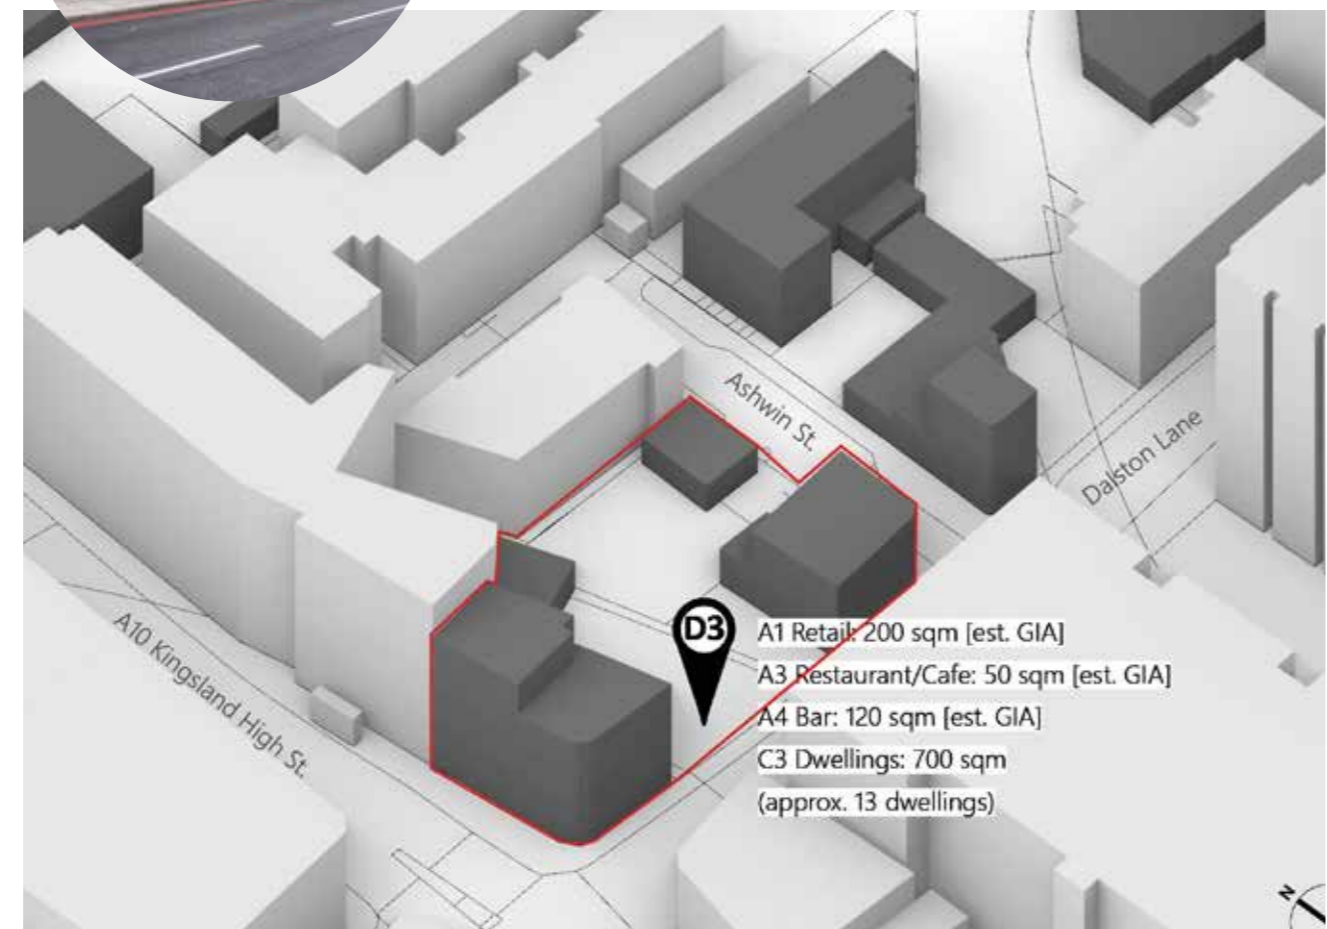 Ashwin St.
Dalston Lane
A10 Kingsland High St.
D3
A1 Retail: 200 sqm [est. GIA]
A3 Restaurant/Cafe: 50 sqm [est. GIA]
A4 Bar: 120 sqm [est. GIA]
C3 Dwellings: 700 sqm
(approx. 13 dwellings)
N